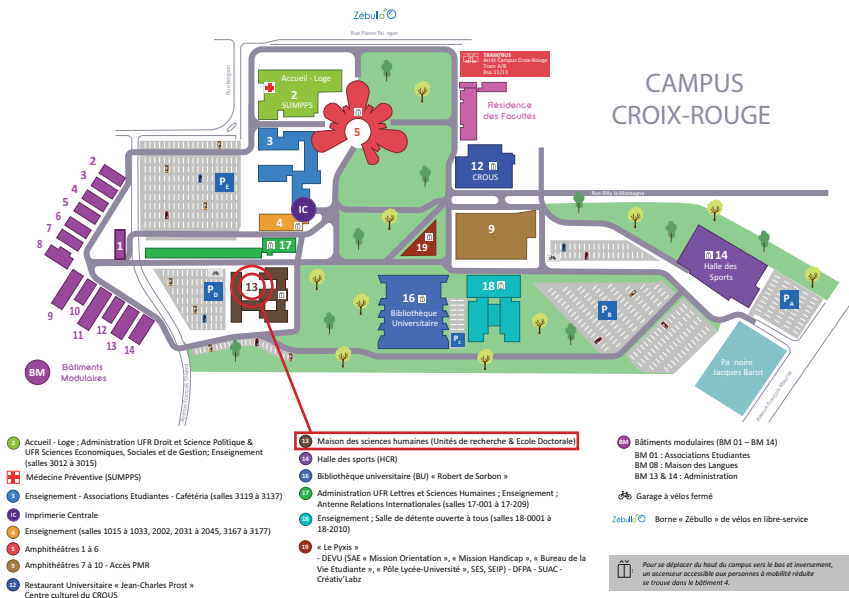 Zébullo
Rue Pierre Tai nger
TRAM/BUS
Arrêt Campus Croix-Rouge
Tram A/B
Bus 11/13
CAMPUS
CROIX-ROUGE
Rue Bergson
Accueil - Loge
2
SUMPPS
5
Résidence
des Facultés
3
12
CROUS
PE
IC
Rue Rilly la Montagne
2
3
4
5
6
7
8
1
4
17
19
9
14
Halle des
Sports
PD
13
16
Bibliothèque
Universitaire
18
PC
PB
PA
9
10
11
12
13
14
Pa noire
Jacques Barot
BM
Bâtiments
Modulaires
2 Accueil - Loge ; Administration UFR Droit et Science Politique &
UFR Sciences Economiques, Sociales et de Gestion; Enseignement
(salles 3012 à 3015)
Médecine Préventive (SUMPPS)
3 Enseignement - Associations Etudiantes - Cafétéria (salles 3119 à 3137)
IC Imprimerie Centrale
4 Enseignement (salles 1015 à 1033, 2002, 2031 à 2045, 3167 à 3177)
5 Amphithéâtres 1 à 6
9 Amphithéâtres 7 à 10 - Accès PMR
12 Restaurant Universitaire « Jean-Charles Prost »
Centre culturel du CROUS
13 Maison des sciences humaines (Unités de recherche & Ecole Doctorale)
14 Halle des sports (HCR)
16 Bibliothèque universitaire (BU) « Robert de Sorbon »
17 Administration UFR Lettres et Sciences Humaines ; Enseignement ;
Antenne Relations Internationales (salles 17-001 à 17-209)
18 Enseignement ; Salle de détente ouverte à tous (salles 18-0001 à
18-2010)
19 « Le Pyxis »
- DEVU (SAE « Mission Orientation », « Mission Handicap », « Bureau de la
Vie Etudiante », « Pôle Lycée-Université », SES, SEIP) - DFPA - SUAC -
Créativ'Labz
BM Bâtiments modulaires (BM 01 – BM 14)
BM 01 : Associations Etudiantes
BM 08 : Maison des Langues
BM 13 & 14 : Administration
Garage à vélos fermé
Zébullo Borne « Zébullo » de vélos en libre-service
Pour se déplacer du haut du campus vers le bas et inversement,
un ascenseur accessible aux personnes à mobilité réduite
se trouve dans le bâtiment 4.